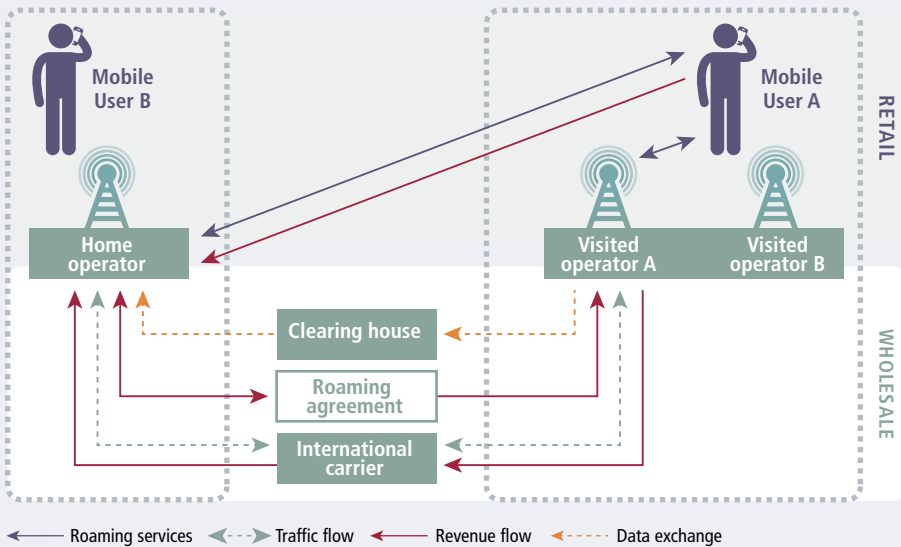 Mobile
User B
Mobile
User A
RETAIL
Home
operator
Visited
operator A
Visited
operator B
Clearing house
Roaming
agreement
International
carrier
WHOLESALE
Roaming services
Traffic flow
Revenue flow
Data exchange